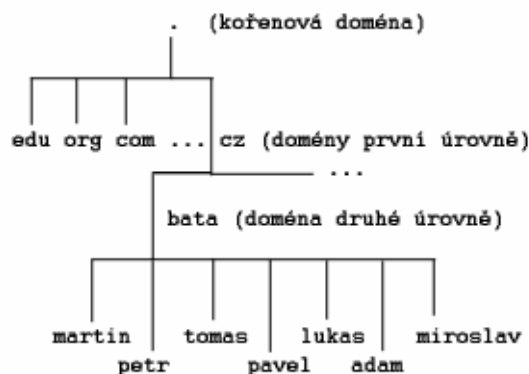 . (kořenová doména)
edu org com ... cz (domény první úrovně)
...
bata (doména druhé úrovně)
martin tomas lukas miroslav
petr pavel adam